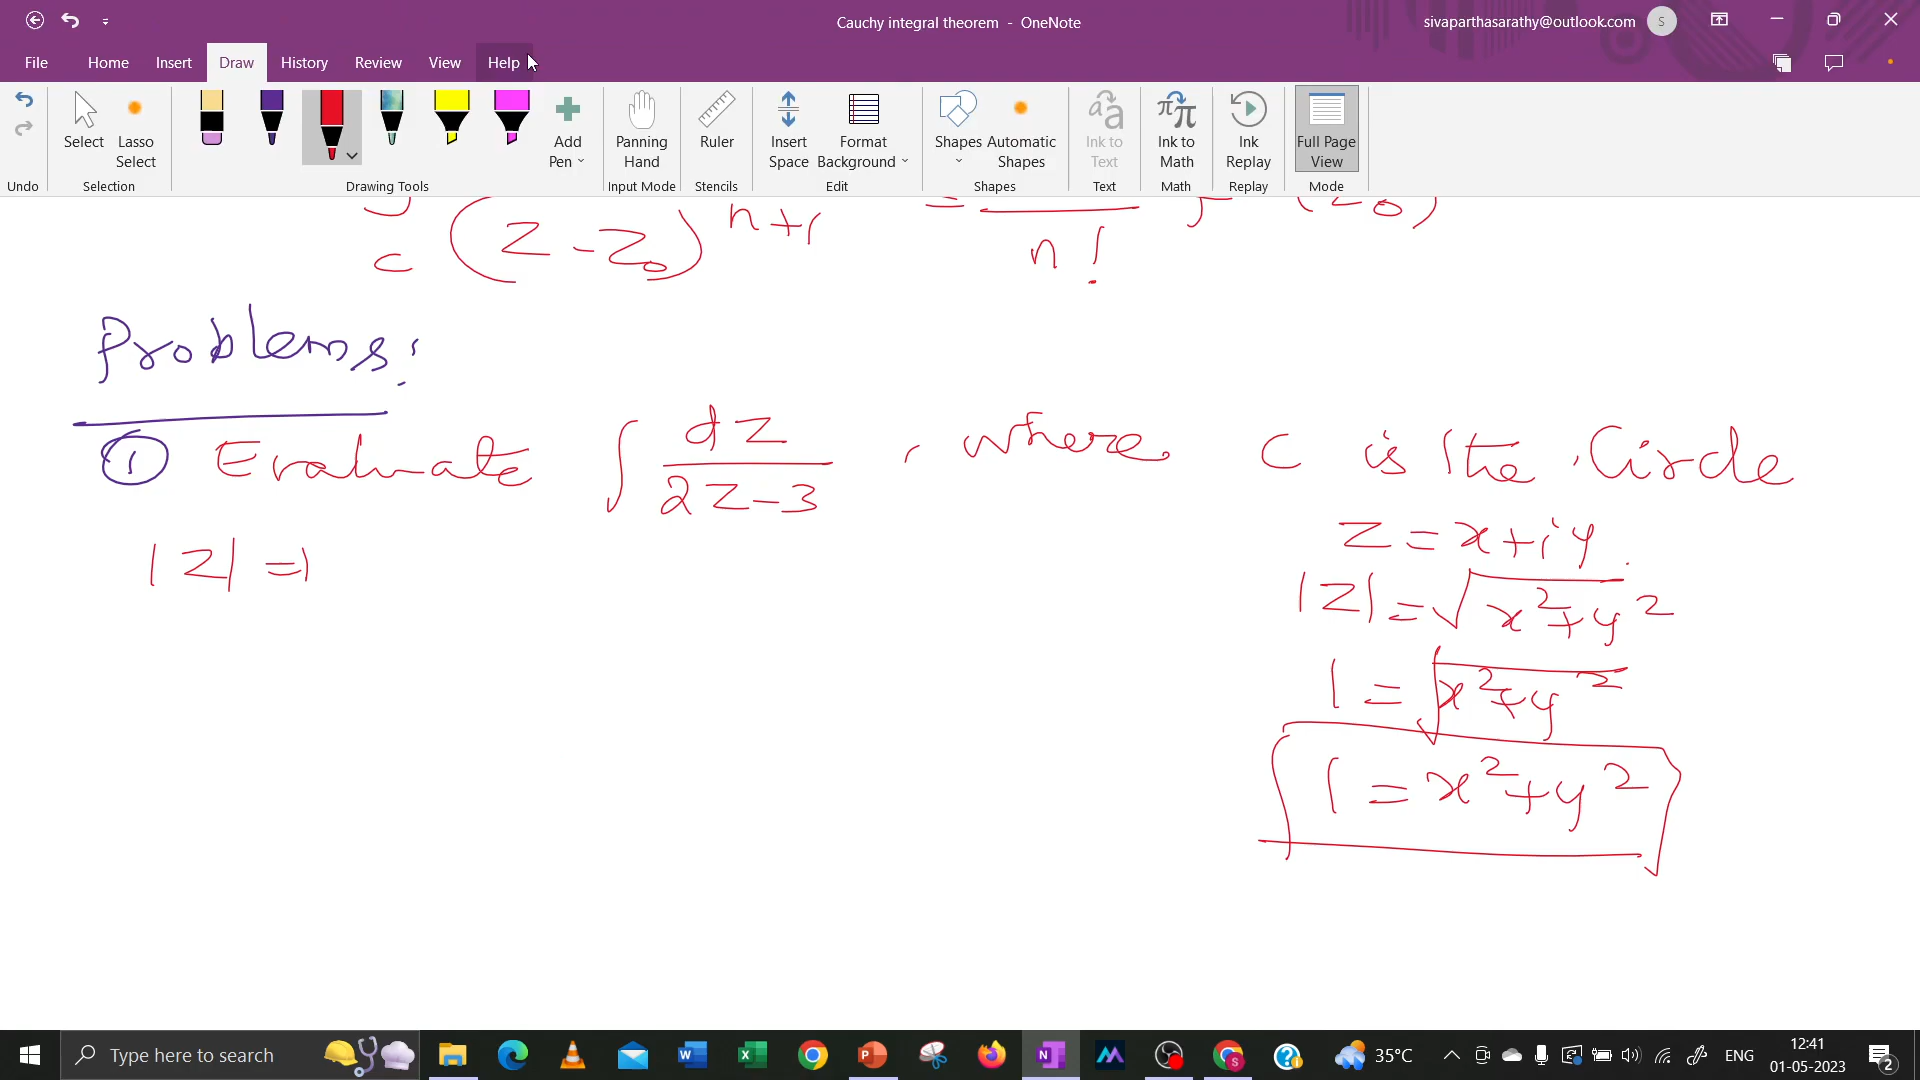 Cauchy integral theorem - OneNote
sivaparthasarathy@outlook.com S
File Home Insert Draw History Review View Help
Select Lasso Select Add Pen Panning Hand Ruler Insert Space Format Background Shapes Automatic Shapes Ink to Text Ink to Math Ink Replay Full Page View
Undo Selection Drawing Tools Input Mode Stencils Edit Shapes Text Math Replay Mode
c (z-z₀)ⁿ⁺¹ = n! (z₀)
Problems:
① Evaluate ∫ dz/(2z-3), where C is the Circle
|z|=1
z=x+iy
|z|=√x²+y²
1=√x²+y²
1=x²+y²
Type here to search 35°C ENG 12:41
01-05-2023 2